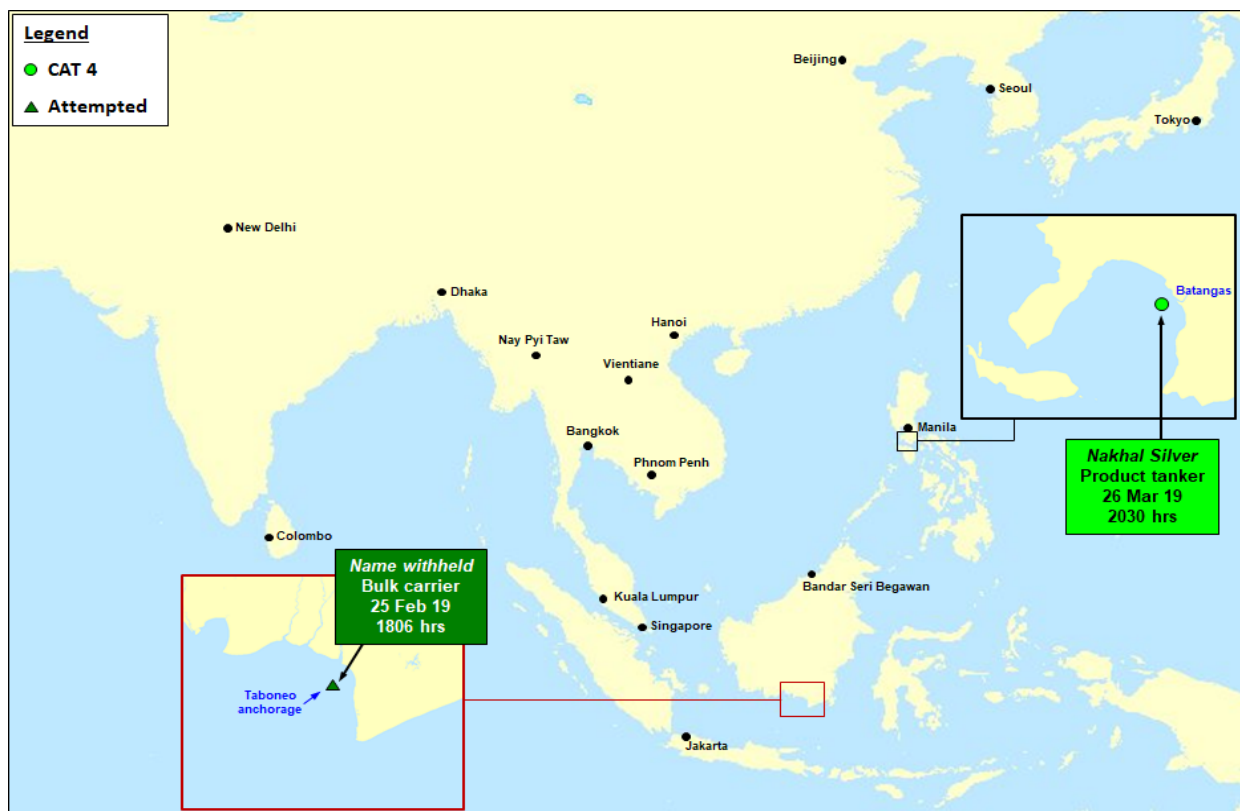 Legend
CAT 4
Attempted
Beijing
Seoul
Tokyo
New Delhi
Dhaka
Hanoi
Nay Pyi Taw
Vientiane
Batangas
Manila
Bangkok
Phnom Penh
Nakhal Silver
Product tanker
26 Mar 19
2030 hrs
Colombo
Name withheld
Bulk carrier
25 Feb 19
1806 hrs
Bandar Seri Begawan
Kuala Lumpur
Singapore
Taboneo
anchorage
Jakarta